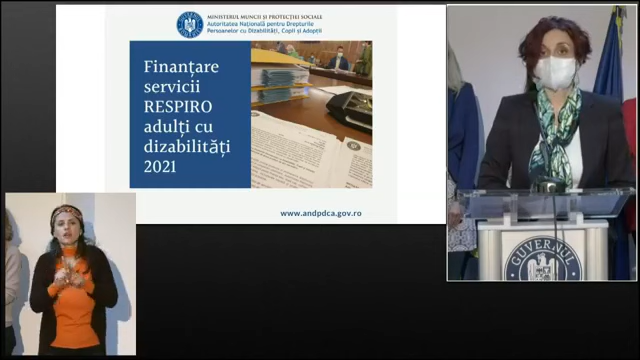 MINISTERUL MUNCII ȘI PROTECȚIEI SOCIALE
Autoritatea Națională pentru Drepturile
Persoanelor cu Dizabilități, Copii și Adopții
Finanțare
servicii
RESPIRO
adulți cu
dizabilități
2021
www.andpdca.gov.ro
GUVERNUL